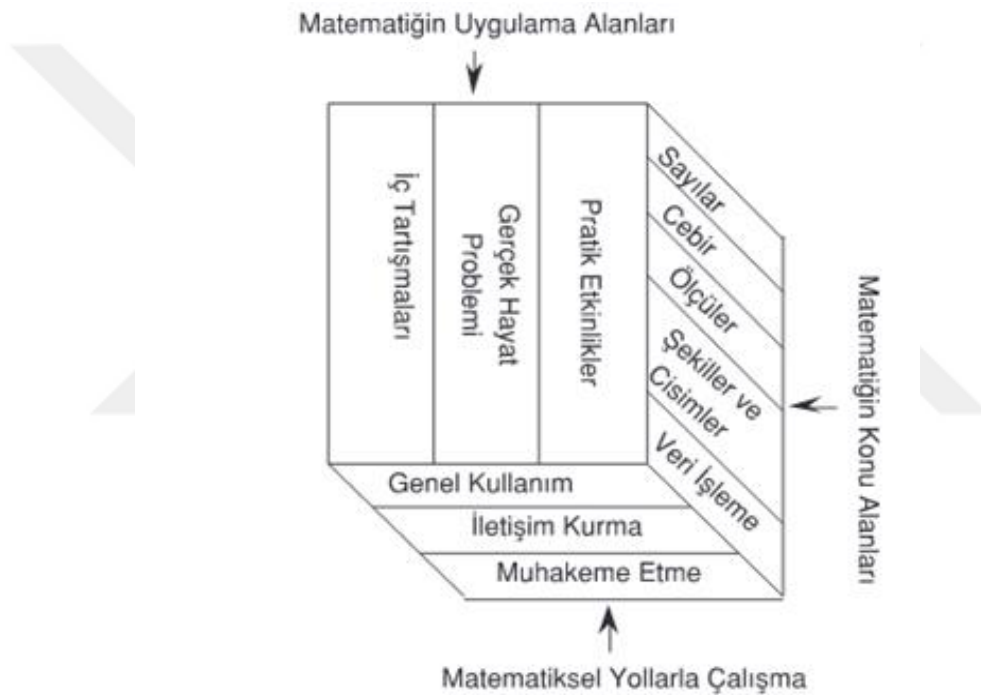 Matematiğin Uygulama Alanları
İç Tartışmaları
Gerçek Hayat
Problemi
Pratik Etkinlikler
Sayılar
Cebir
Ölçüler
Şekiller ve
Cisimler
Veri İşleme
Matematiğin Konu Alanları
Genel Kullanım
İletişim Kurma
Muhakeme Etme
Matematiksel Yollarla Çalışma